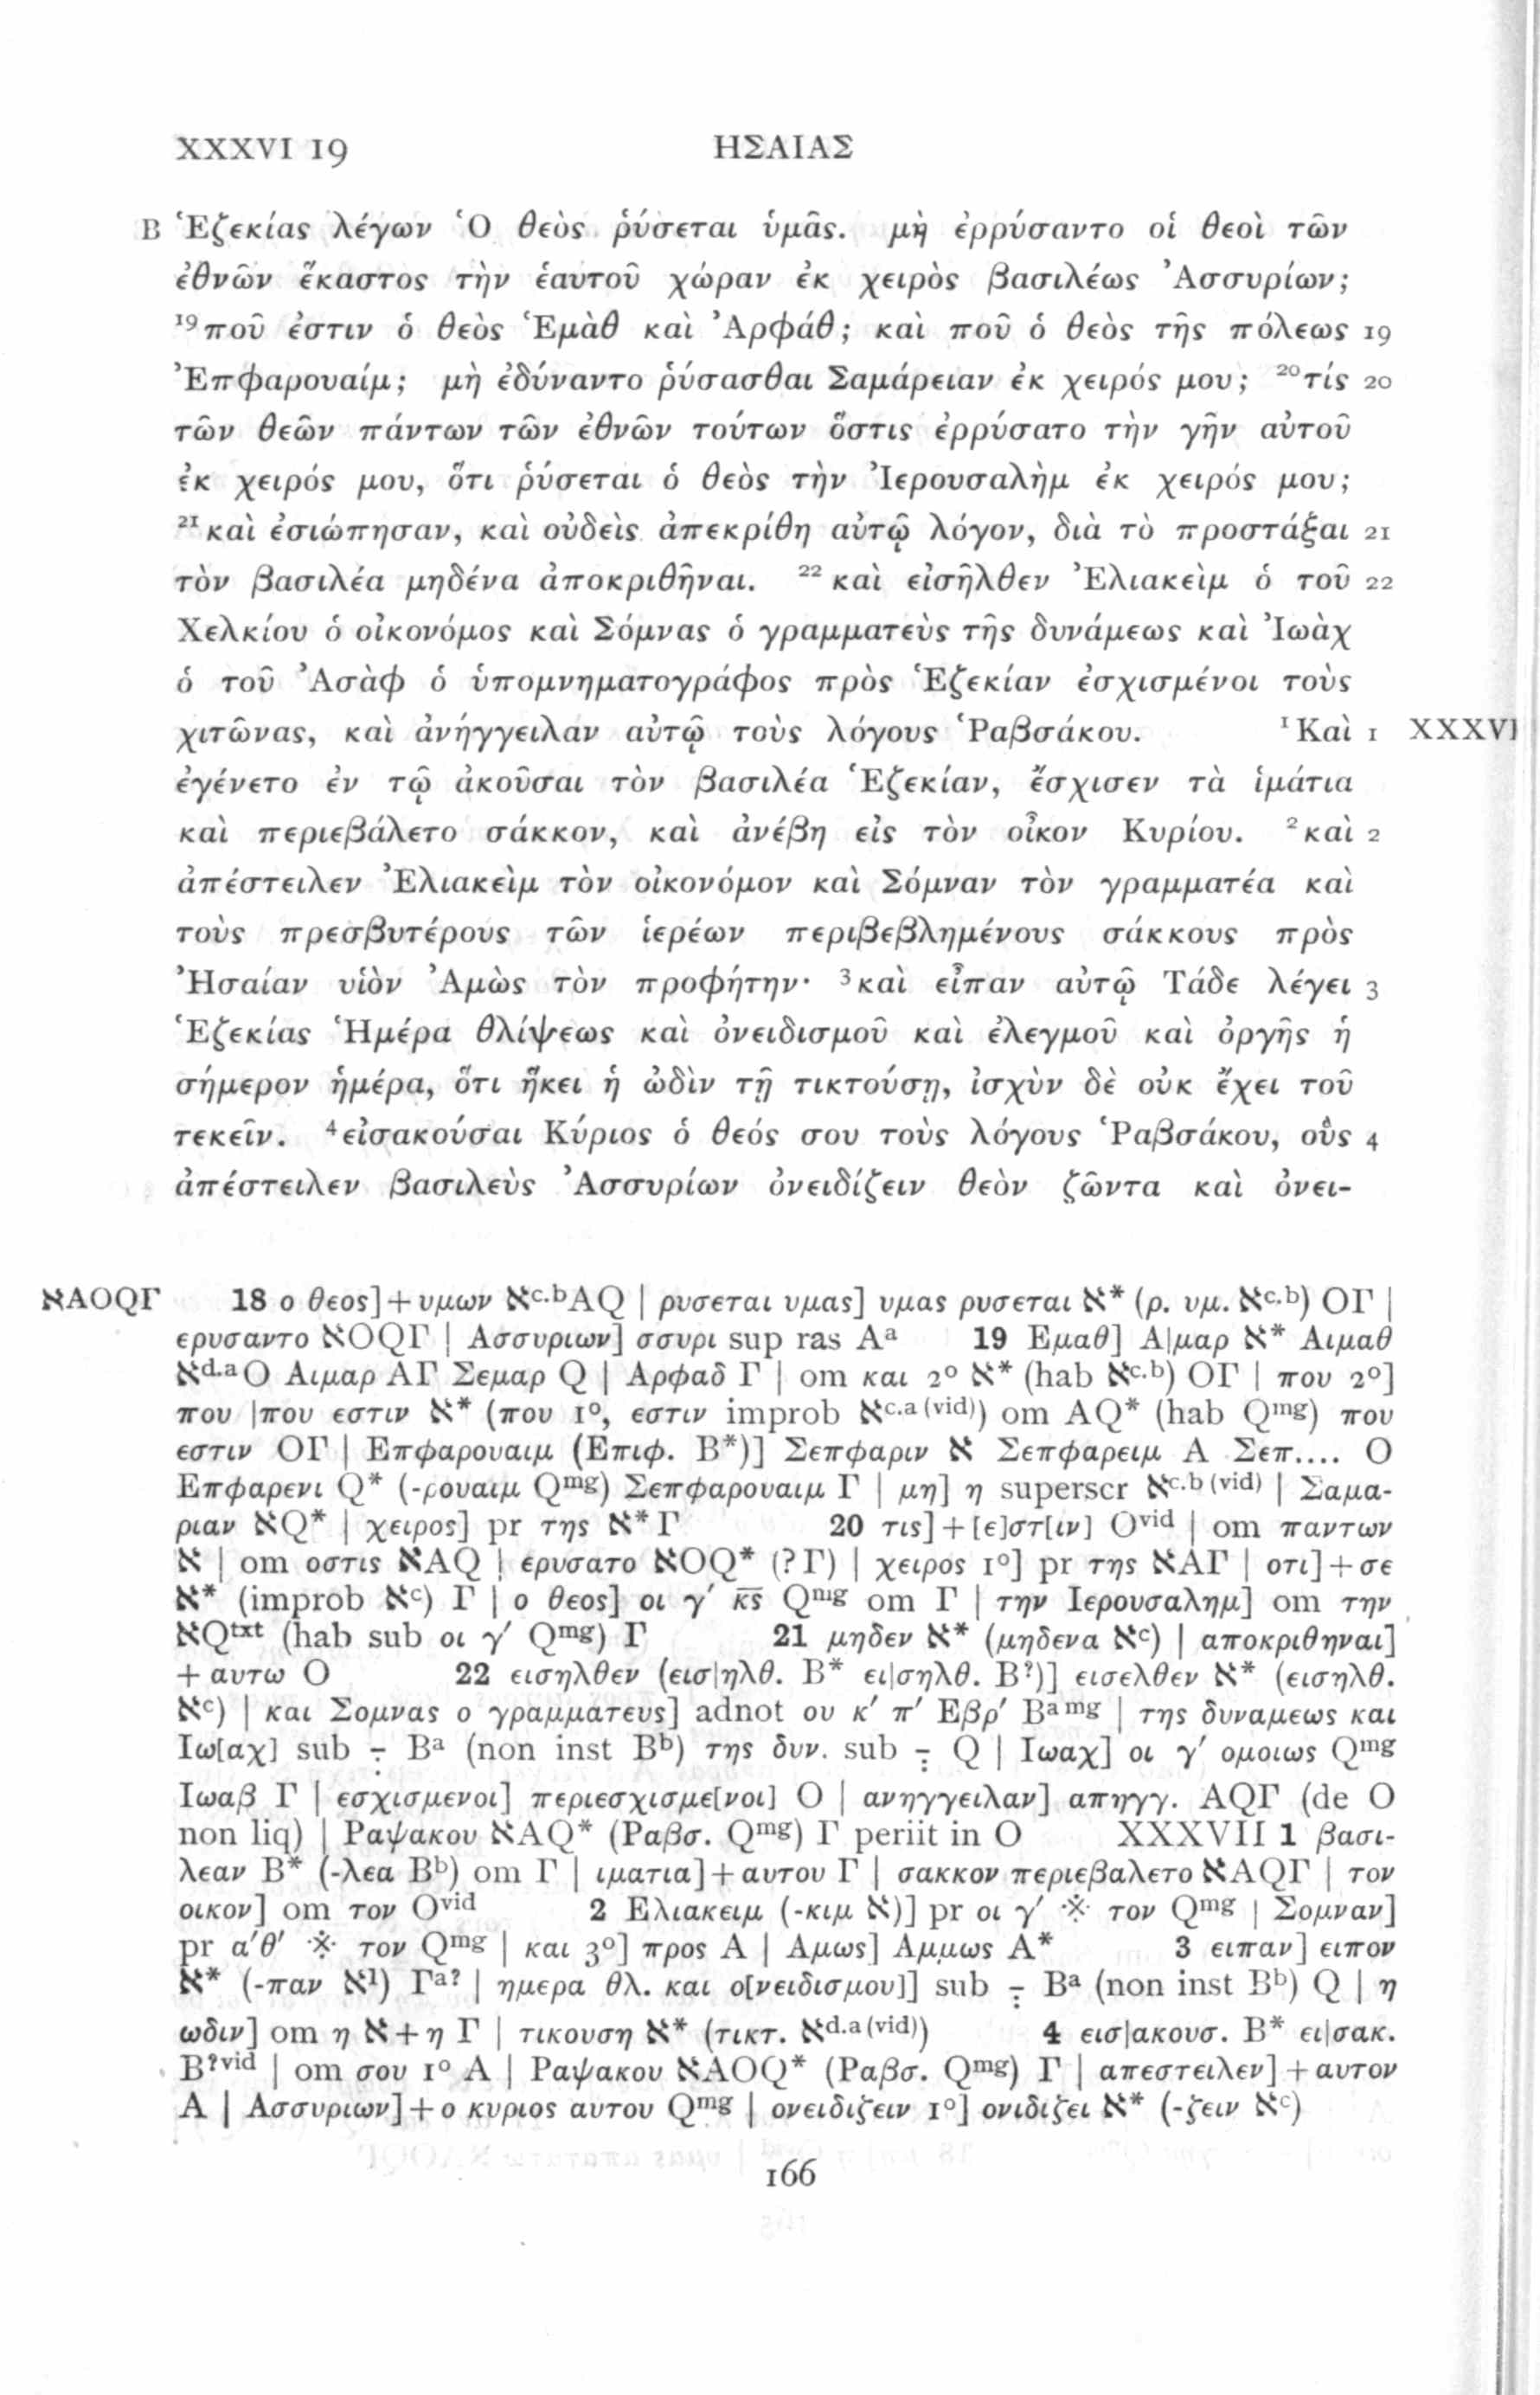 XXXVI 19 ΗΣΑΙΑΣ
B Ἑζεκίας λέγων Ὁ θεὸς ῥύσεται ὑμᾶς. μὴ ἐρρύσαντο οἱ θεοὶ τῶν
ἐθνῶν ἕκαστος τὴν ἑαυτοῦ χώραν ἐκ χειρὸς βασιλέως Ἀσσυρίων;
¹⁹ποῦ ἐστιν ὁ θεὸς Ἑμὰθ καὶ Ἀρφάθ; καὶ ποῦ ὁ θεὸς τῆς πόλεως 19
Ἐπφαρουαίμ; μὴ ἐδύναντο ῥύσασθαι Σαμάρειαν ἐκ χειρός μου; ²⁰τίς 20
τῶν θεῶν πάντων τῶν ἐθνῶν τούτων ὅστις ἐρρύσατο τὴν γῆν αὐτοῦ
ἐκ χειρός μου, ὅτι ῥύσεται ὁ θεὸς τὴν Ἰερουσαλὴμ ἐκ χειρός μου;
²¹καὶ ἐσιώπησαν, καὶ οὐδεὶς ἀπεκρίθη αὐτῷ λόγον, διὰ τὸ προστάξαι 21
τὸν βασιλέα μηδένα ἀποκριθῆναι. ²²καὶ εἰσῆλθεν Ἐλιακεὶμ ὁ τοῦ 22
Χελκίου ὁ οἰκονόμος καὶ Σόμνας ὁ γραμματεὺς τῆς δυνάμεως καὶ Ἰωὰχ
ὁ τοῦ Ἀσὰφ ὁ ὑπομνηματογράφος πρὸς Ἑζεκίαν ἐσχισμένοι τοὺς
χιτῶνας, καὶ ἀνήγγειλαν αὐτῷ τοὺς λόγους Ῥαβσάκου. ¹Καὶ 1 XXXVI
ἐγένετο ἐν τῷ ἀκοῦσαι τὸν βασιλέα Ἑζεκίαν, ἔσχισεν τὰ ἱμάτια
καὶ περιεβάλετο σάκκον, καὶ ἀνέβη εἰς τὸν οἶκον Κυρίου. ²καὶ 2
ἀπέστειλεν Ἐλιακεὶμ τὸν οἰκονόμον καὶ Σόμναν τὸν γραμματέα καὶ
τοὺς πρεσβυτέρους τῶν ἱερέων περιβεβλημένους σάκκους πρὸς
Ἠσαίαν υἱὸν Ἀμὼς τὸν προφήτην· ³καὶ εἶπαν αὐτῷ Τάδε λέγει 3
Ἑζεκίας Ἡμέρα θλίψεως καὶ ὀνειδισμοῦ καὶ ἐλεγμοῦ καὶ ὀργῆς ἡ
σήμερον ἡμέρα, ὅτι ἥκει ἡ ὠδὶν τῇ τικτούσῃ, ἰσχὺν δὲ οὐκ ἔχει τοῦ
τεκεῖν. ⁴εἰσακούσαι Κύριος ὁ θεός σου τοὺς λόγους Ῥαβσάκου, οὓς 4
ἀπέστειλεν βασιλεὺς Ἀσσυρίων ὀνειδίζειν θεὸν ζῶντα καὶ ὀνει-
אAOQΓ 18 ο θεος]+υμων א^c.b AQ | ρυσεται υμας] υμας ρυσεται א* (ρ. υμ. א^c.b) ΟΓ |
ερυσαντο אOQΓ | Ασσυριων] σσυρι sup ras A^a 19 Εμαθ] Α|μαρ א* Αιμαθ
א^d.a O Αιμαρ ΑΓ Σεμαρ Q | Αρφαδ Γ | om και 2° א* (hab א^c.b) ΟΓ | που 2°]
που |που εστιν א* (που 1°, εστιν improb א^c.a (vid)) om AQ* (hab Q^mg) που
εστιν ΟΓ | Επφαρουαιμ (Επιφ. B*)] Σεπφαριν א Σεπφαρειμ A Σεπ.... O
Επφαρενι Q* (-ρουαιμ Q^mg) Σεπφαρουαιμ Γ | μη] η superscr א^c.b (vid) | Σαμα-
ριαν אQ* | χειρος] pr της א*Γ 20 τις]+[ε]στ[ιν] O^vid | om παντων
א | om οστις אAQ | ερυσατο אOQ* (?Γ) | χειρος 1°] pr της אAΓ | οτι]+σε
א* (improb א^c) Γ | ο θεος] οι γ′ κ̅ς̅ Q^mg om Γ | την Ιερουσαλημ] om την
אQ^txt (hab sub οι γ′ Q^mg) Γ 21 μηδεν א* (μηδενα א^c) | αποκριθηναι]
+αυτω O 22 εισηλθεν (εισ|ηλθ. B* ει|σηλθ. B?)] εισελθεν א* (εισηλθ.
א^c) | και Σομνας ο γραμματευς] adnot ου κ′ π′ Εβρ′ B^a mg | της δυναμεως και
Ιω[αχ] sub ÷ B^a (non inst B^b) της δυν. sub ÷ Q | Ιωαχ] οι γ′ ομοιως Q^mg
Ιωαβ Γ | εσχισμενοι] περιεσχισμε[νοι] O | ανηγγειλαν] απηγγ. AQΓ (de O
non liq) | Ραψακου אAQ* (Ραβσ. Q^mg) Γ periit in O XXXVII 1 βασι-
λεαν B* (-λεα B^b) om Γ | ιματια]+αυτου Γ | σακκον περιεβαλετο אAQΓ | τον
οικον] om τον O^vid 2 Ελιακειμ (-κιμ א)] pr οι γ′ ※ τον Q^mg | Σομναν]
pr α′θ′ ※ τον Q^mg | και 3°] προς A | Αμως] Αμμως A* 3 ειπαν] ειπον
א* (-παν א¹) Γ^a? | ημερα θλ. και ο[νειδισμου]] sub ÷ B^a (non inst B^b) Q | η
ωδιν] om η א+η Γ | τικουση א* (τικτ. א^d.a (vid)) 4 εισ|ακουσ. B* ει|σακ.
B^?vid | om σου 1° A | Ραψακου אAOQ* (Ραβσ. Q^mg) Γ | απεστειλεν]+αυτον
A | Ασσυριων]+ο κυριος αυτου Q^mg | ονειδιζειν 1°] ονιδιζει א* (-ζειν א^c)
166